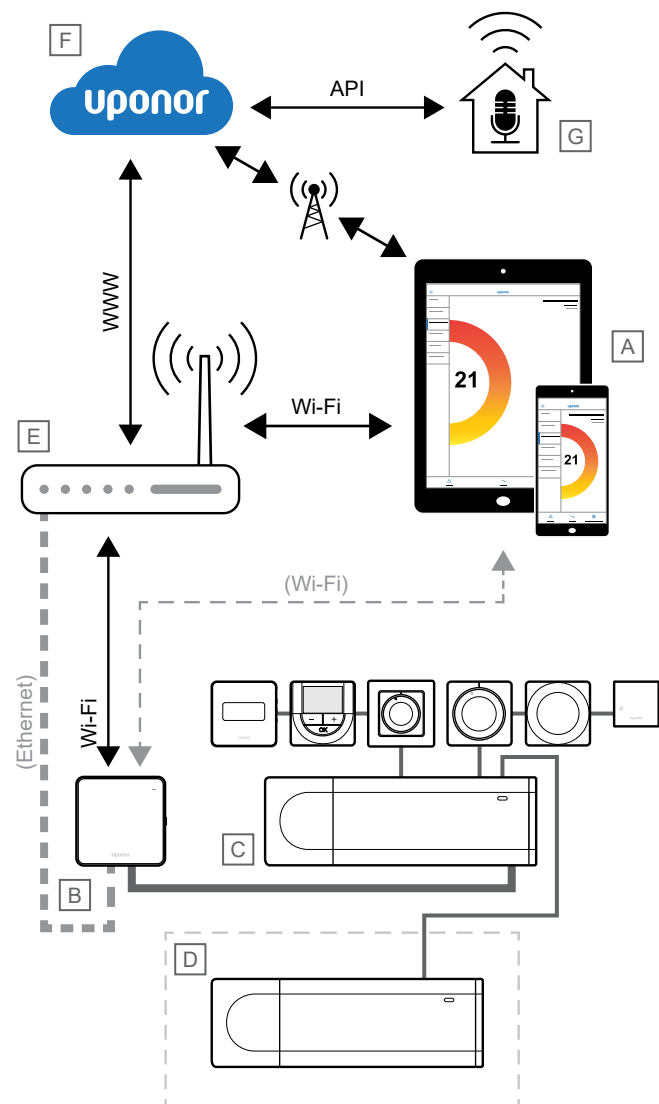 F
uponor
API
G
WWW
A
uponor
21
Wi-Fi
E
uponor
21
(Wi-Fi)
(Ethernet)
Wi-Fi
− +
OK
uponor
C
B
D